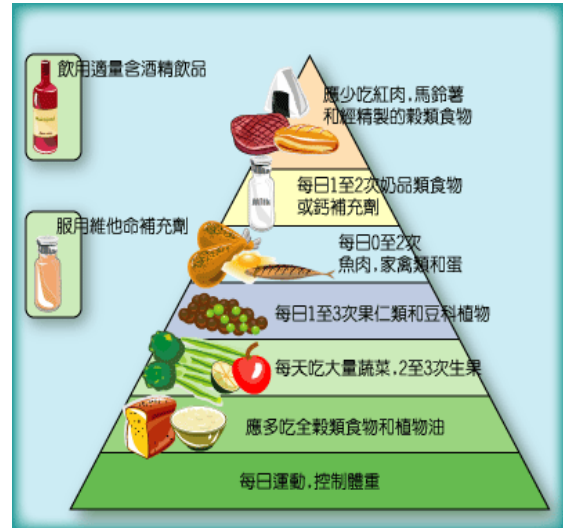 飲用適量含酒精飲品
應少吃紅肉,馬鈴薯
和經精製的穀類食物
每日1至2次奶品類食物
或鈣補充劑
服用維他命補充劑
每日0至2次
魚肉,家禽類和蛋
每日1至3次果仁類和豆科植物
每天吃大量蔬菜,2至3次生果
應多吃全穀類食物和植物油
每日運動,控制體重